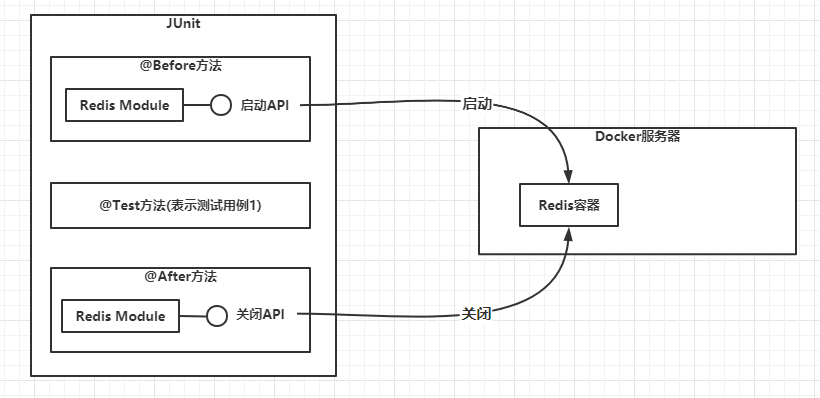 JUnit
@Before方法
Redis Module
启动API
启动
Docker服务器
Redis容器
@Test方法(表示测试用例1)
@After方法
Redis Module
关闭API
关闭